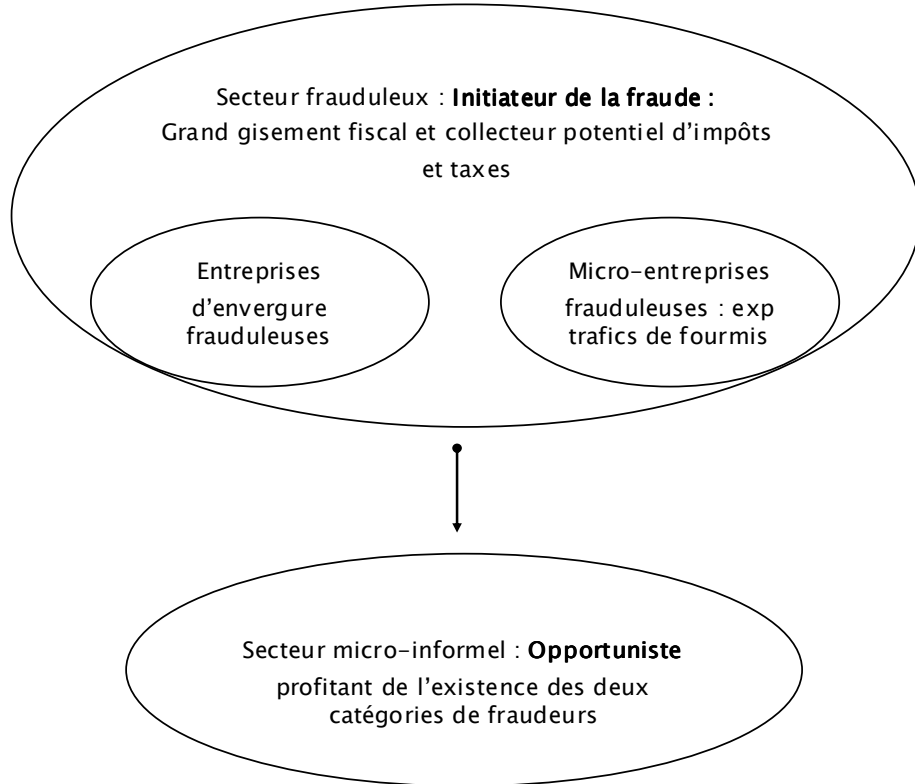 Secteur frauduleux : Initiateur de la fraude :
Grand gisement fiscal et collecteur potentiel d’impôts
et taxes
Entreprises
d’envergure
frauduleuses
Micro-entreprises
frauduleuses : exp
trafics de fourmis
Secteur micro-informel : Opportuniste
profitant de l’existence des deux
catégories de fraudeurs